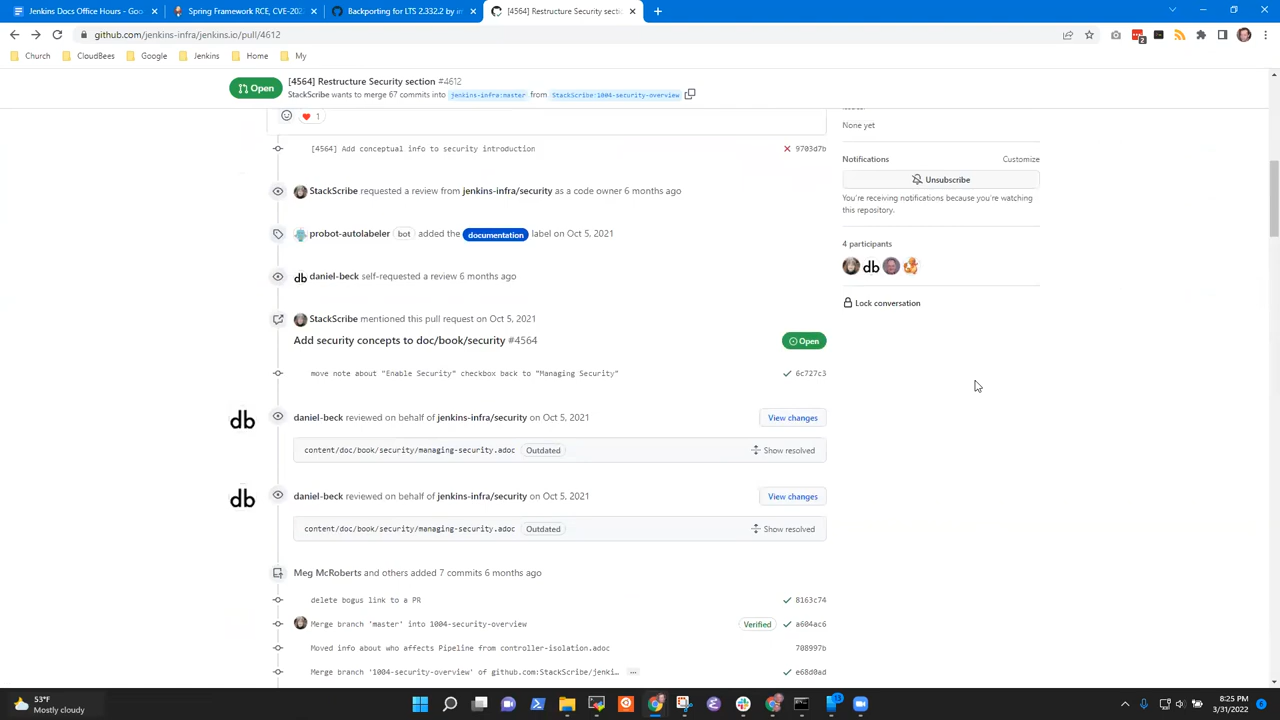 Jenkins Docs Office Hours - Goo
Spring Framework RCE, CVE-202
Backporting for LTS 2.332.2 by m
[4564] Restructure Security secti
github.com/jenkins-infra/jenkins.io/pull/4612
Church
CloudBees
Google
Jenkins
Home
My
Open
[4564] Restructure Security section #4612
StackScribe wants to merge 67 commits into jenkins-infra:master from StackScribe:1004-security-overview
1
None yet
[4564] Add conceptual info to security introduction
9703d7b
Notifications
Customize
Unsubscribe
StackScribe requested a review from jenkins-infra/security as a code owner 6 months ago
You're receiving notifications because you're watching
this repository.
probot-autolabeler bot added the documentation label on Oct 5, 2021
4 participants
db
db daniel-beck self-requested a review 6 months ago
Lock conversation
StackScribe mentioned this pull request on Oct 5, 2021
Add security concepts to doc/book/security #4564
Open
move note about "Enable Security" checkbox back to "Managing Security"
6c727c3
db
daniel-beck reviewed on behalf of jenkins-infra/security on Oct 5, 2021
View changes
content/doc/book/security/managing-security.adoc Outdated
Show resolved
db
daniel-beck reviewed on behalf of jenkins-infra/security on Oct 5, 2021
View changes
content/doc/book/security/managing-security.adoc Outdated
Show resolved
Meg McRoberts and others added 7 commits 6 months ago
delete bogus link to a PR
8163c74
Merge branch 'master' into 1004-security-overview
Verified
a604ac6
Moved info about who affects Pipeline from controller-isolation.adoc
708997b
Merge branch '1004-security-overview' of github.com:StackScribe/jenki… …
e68d0ad
53°F
Mostly cloudy
8:25 PM
3/31/2022